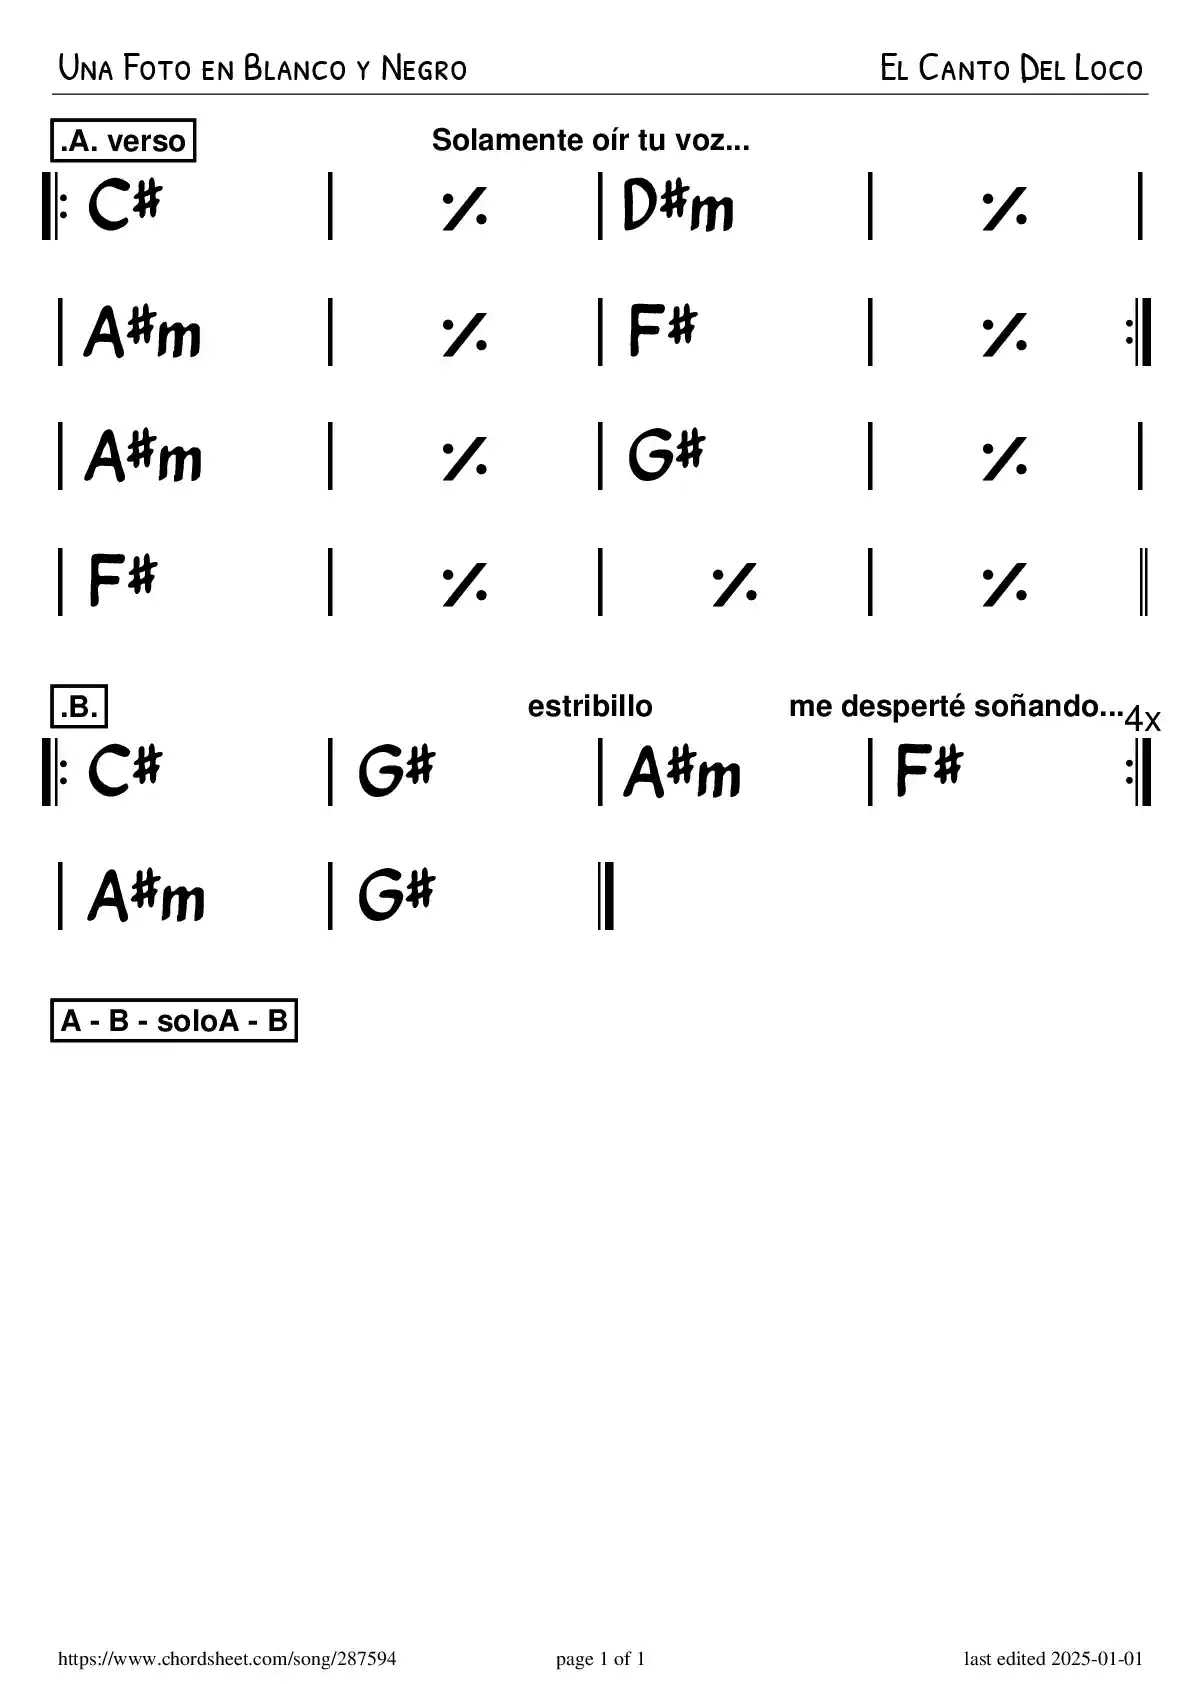 Una Foto en Blanco y Negro El Canto Del Loco
.A. verso Solamente oír tu voz...
C# | ٪ | D#m | ٪ |
| A#m | ٪ | F# | ٪ :|
| A#m | ٪ | G# | ٪ |
| F# | ٪ | ٪ | ٪ ||
.B. estribillo me desperté soñando... 4x
|: C# | G# | A#m | F# :|
| A#m | G# ||
A - B - soloA - B
https://www.chordsheet.com/song/287594 page 1 of 1 last edited 2025-01-01